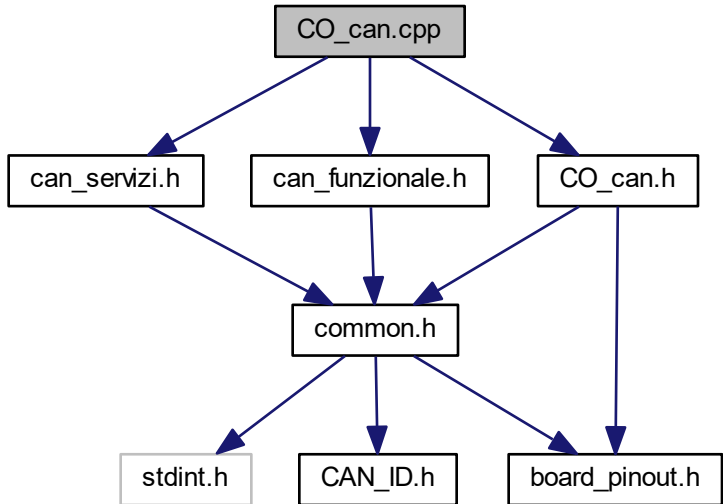 CO_can.cpp
can_servizi.h
can_funzionale.h
CO_can.h
common.h
stdint.h
CAN_ID.h
board_pinout.h